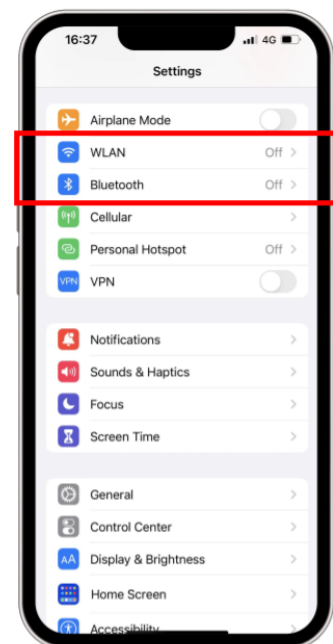 16:37 4G
Settings
Airplane Mode
WLAN Off
Bluetooth Off
Cellular
Personal Hotspot Off
VPN VPN
Notifications
Sounds & Haptics
Focus
Screen Time
General
Control Center
AA Display & Brightness
Home Screen
Accessibility